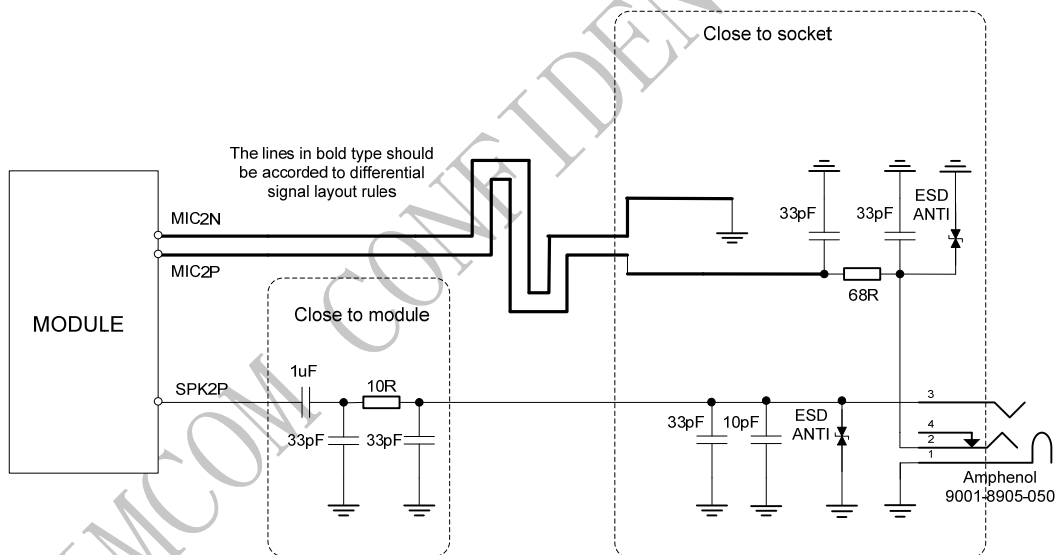 Close to socket
The lines in bold type should
be accorded to differential
signal layout rules
MIC2N
MIC2P
33pF
33pF
ESD
ANTI
68R
MODULE
Close to module
SPK2P
1uF
10R
33pF
33pF
33pF
10pF
ESD
ANTI
3
4
2
1
Amphenol
9001-8905-050